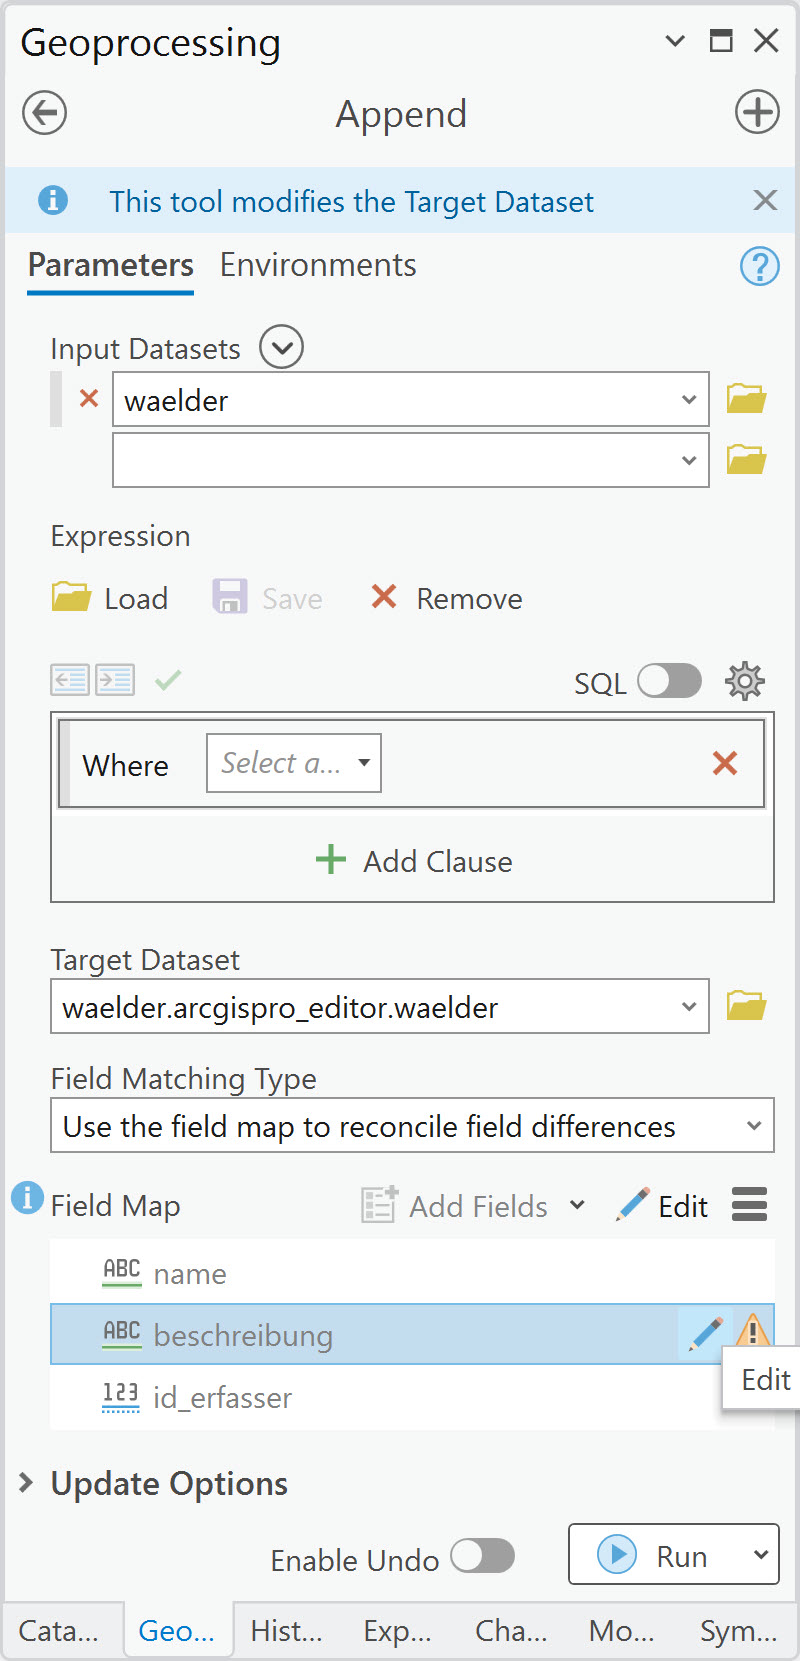 Geoprocessing
Append
This tool modifies the Target Dataset
Parameters Environments
Input Datasets
waelder
Expression
Load Save Remove
SQL
Where Select a...
Add Clause
Target Dataset
waelder.arcgispro_editor.waelder
Field Matching Type
Use the field map to reconcile field differences
Field Map Add Fields Edit
ABC name
ABC beschreibung
Edit
123 id_erfasser
Update Options
Enable Undo Run
Cata... Geo... Hist... Exp... Cha... Mo... Sym...